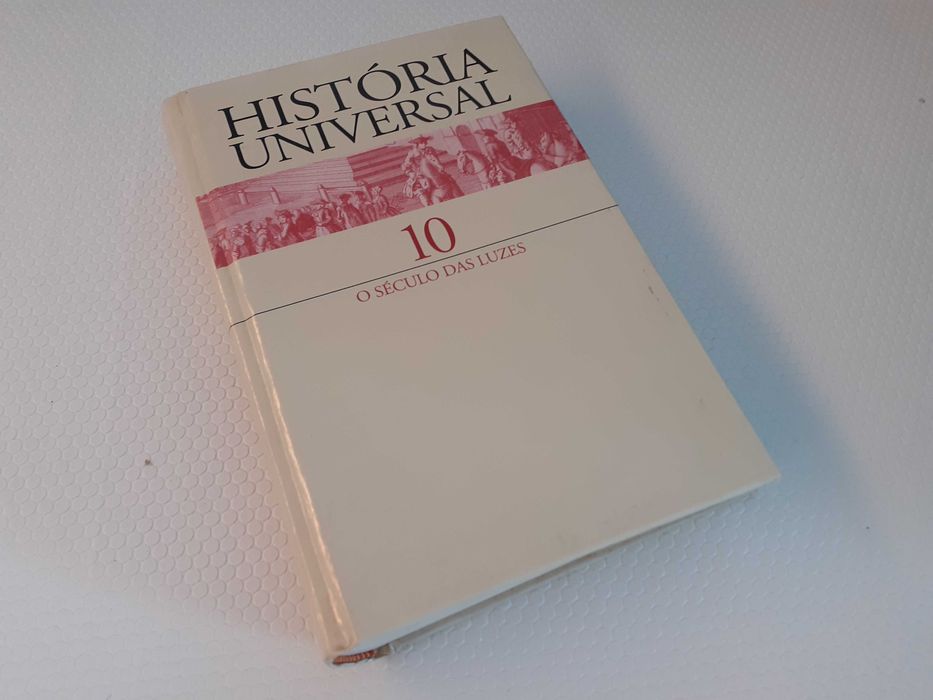 HISTÓRIA
UNIVERSAL
10
O SÉCULO DAS LUZES